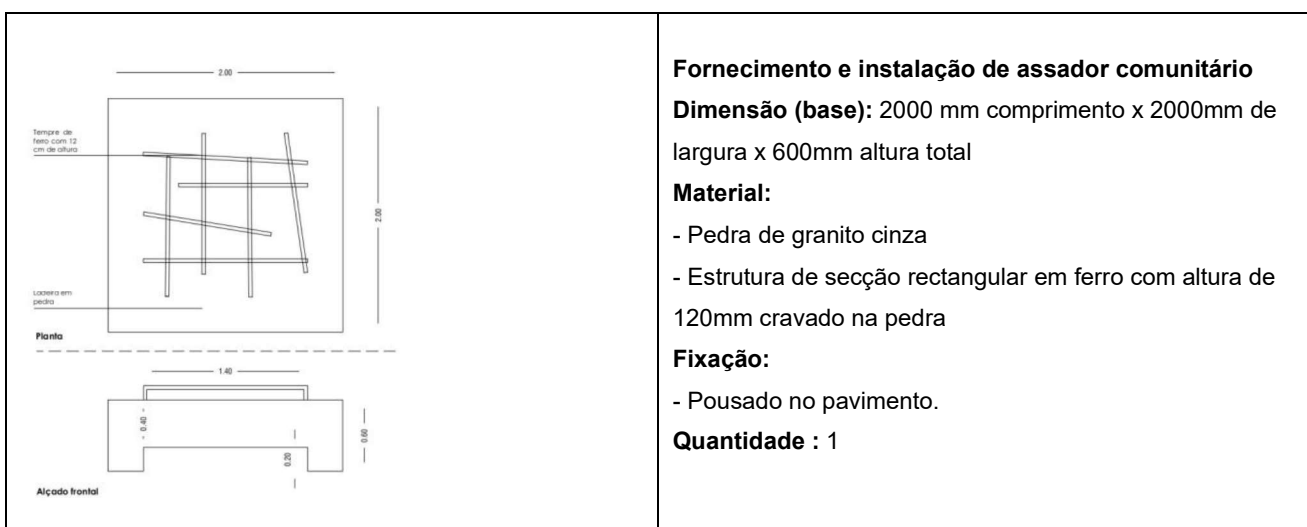 2.00
Tempre de
ferro com 12
cm de altura
2.00
Ladeira em
pedra
Planta
1.40
0.40
0.20
0.60
Alçado frontal
Fornecimento e instalação de assador comunitário
Dimensão (base): 2000 mm comprimento x 2000mm de
largura x 600mm altura total
Material:
- Pedra de granito cinza
- Estrutura de secção rectangular em ferro com altura de
120mm cravado na pedra
Fixação:
- Pousado no pavimento.
Quantidade : 1